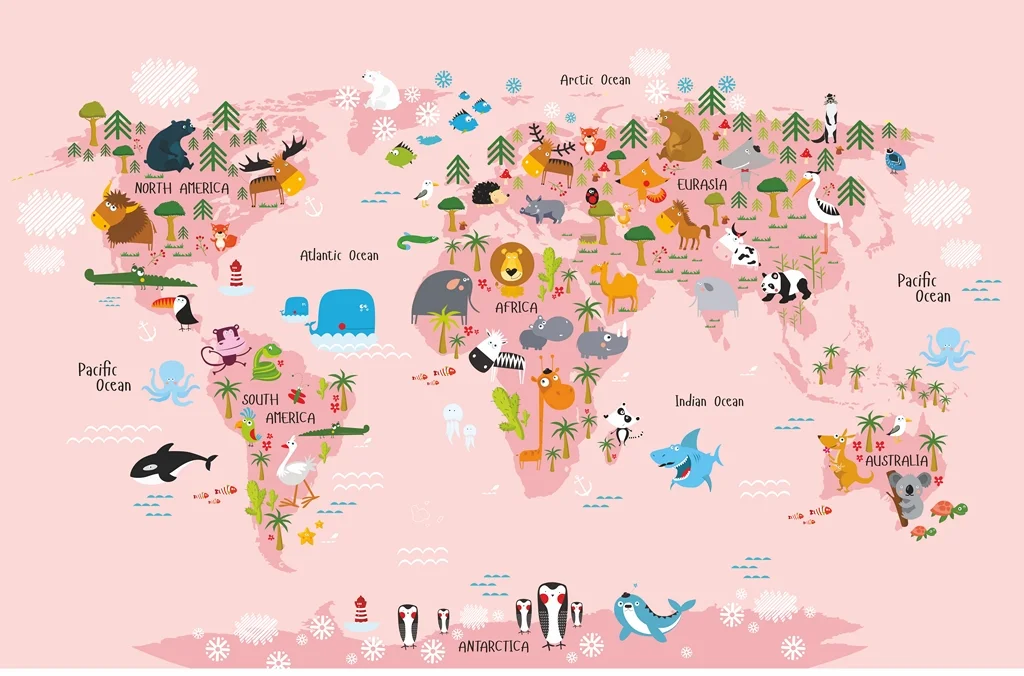 Arctic Ocean
NORTH AMERICA
EURASIA
Atlantic Ocean
Pacific
Ocean
AFRICA
Pacific
Ocean
SOUTH
AMERICA
Indian Ocean
AUSTRALIA
ANTARCTICA